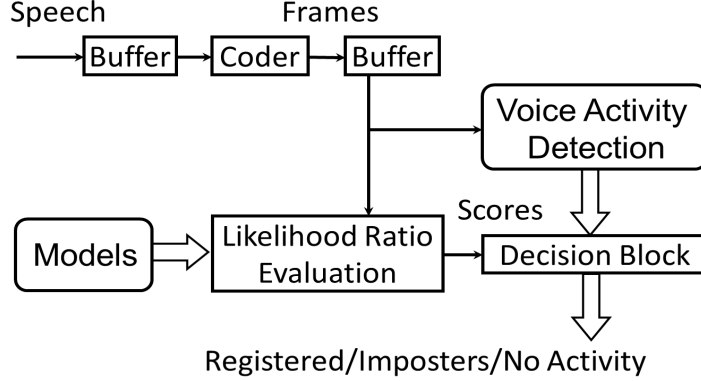 Speech
Frames
Buffer
Coder
Buffer
Voice Activity
Detection
Scores
Models
Likelihood Ratio
Evaluation
Decision Block
Registered/Imposters/No Activity